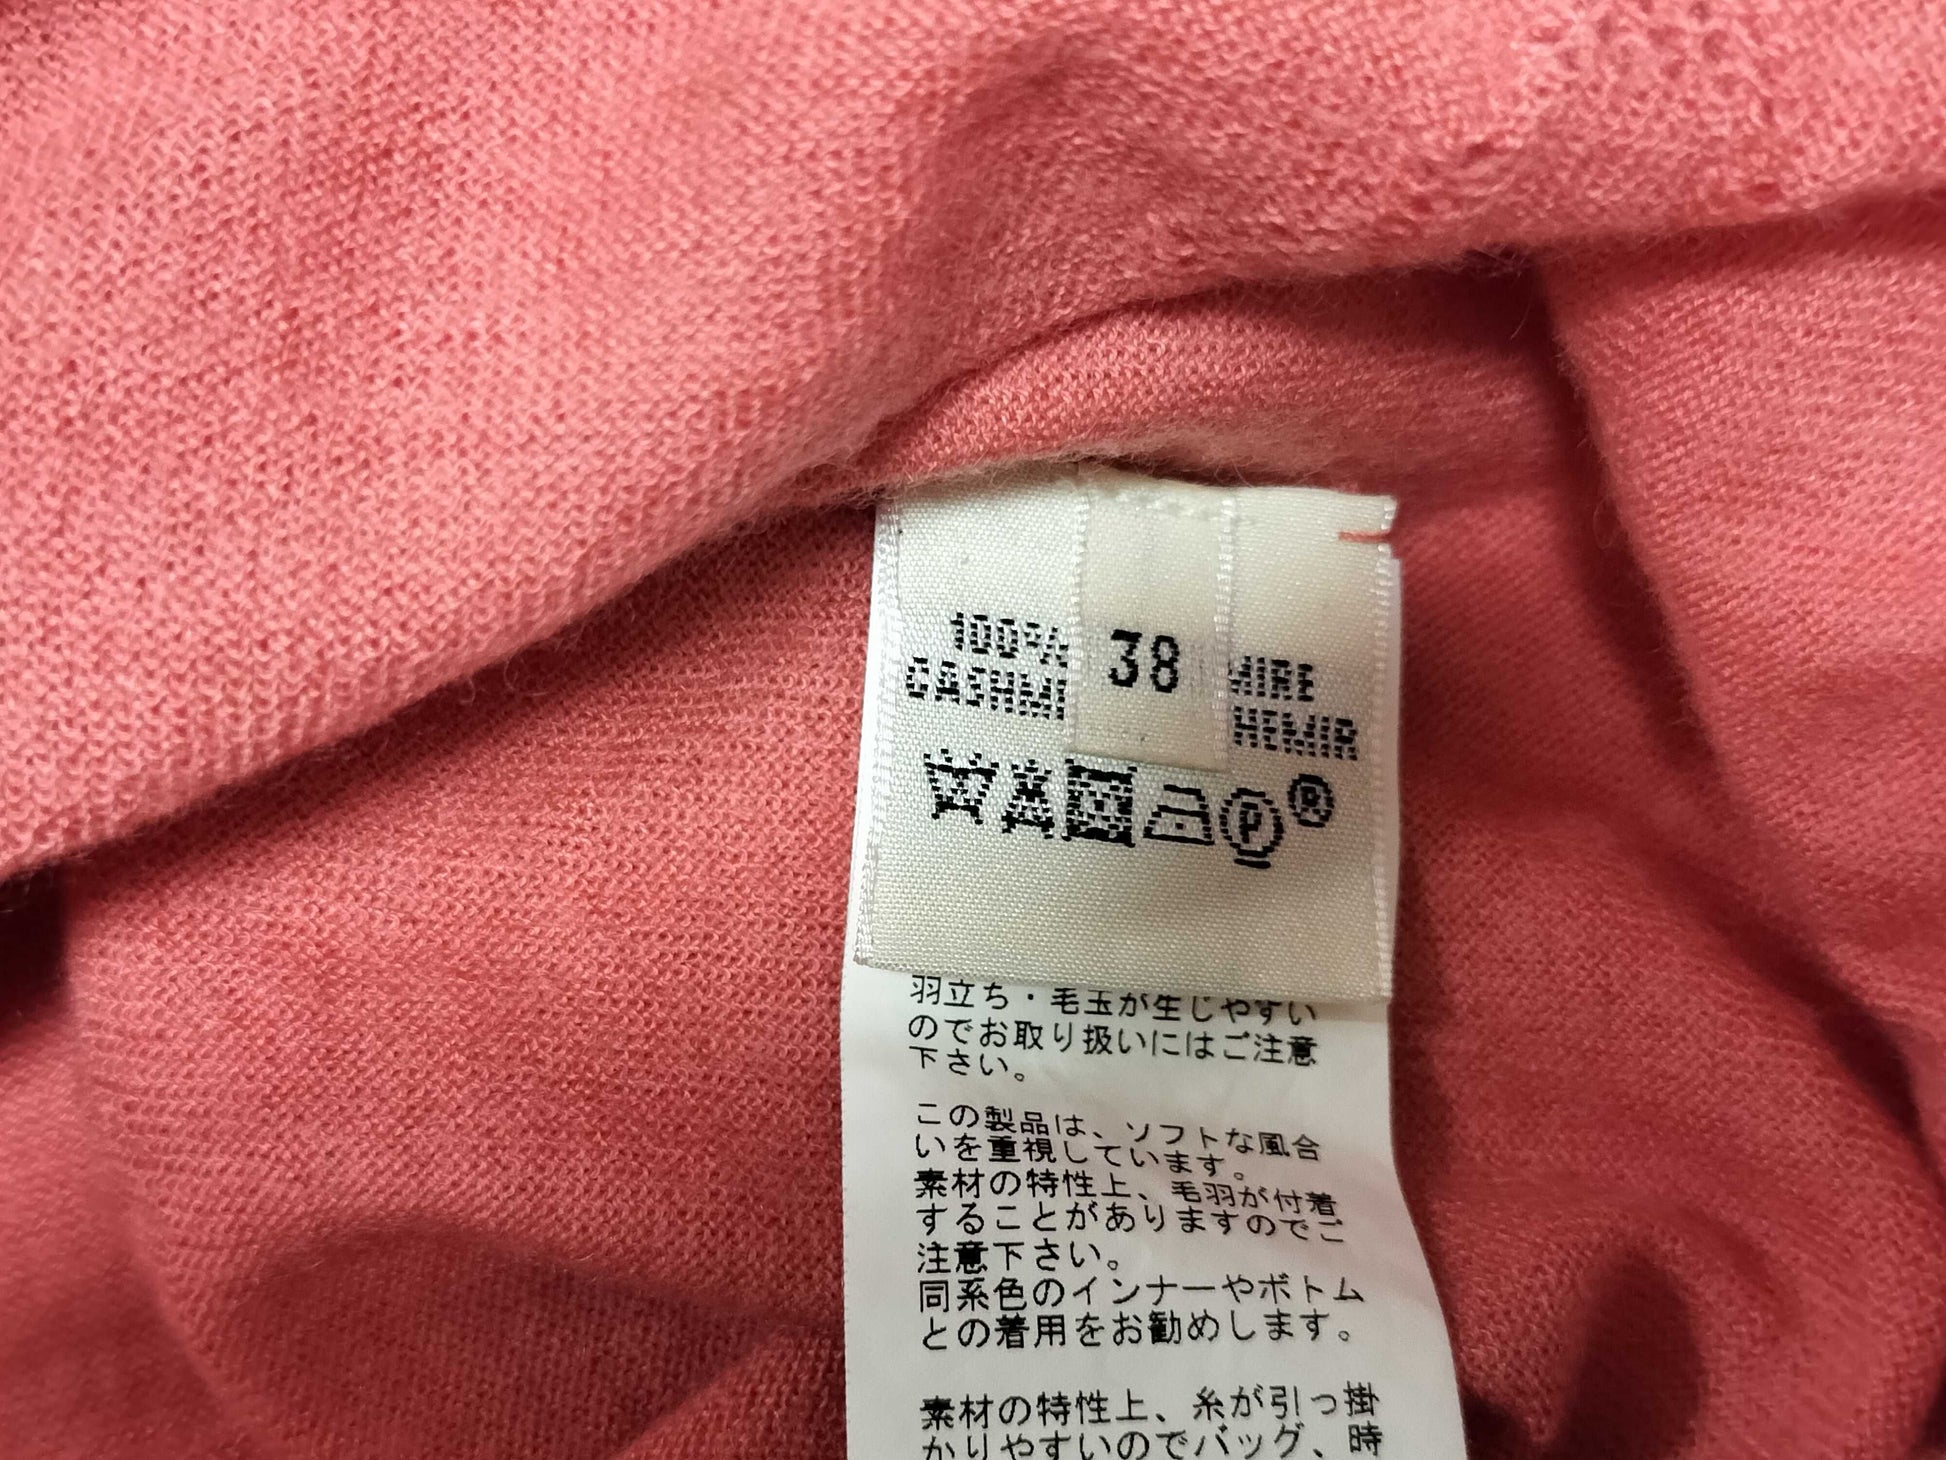 100%
CASHMI
38
MIRE
HEMIR
P
®
羽立ち・毛玉が生じやすい
のでお取り扱いにはご注意
下さい。
この製品は、ソフトな風合
いを重視しています。
素材の特性上、毛羽が付着
することがありますのでご
注意下さい。
同系色のインナーやボトム
との着用をお勧めします。
素材の特性上、糸が引っ掛
かりやすいのでバッグ、時